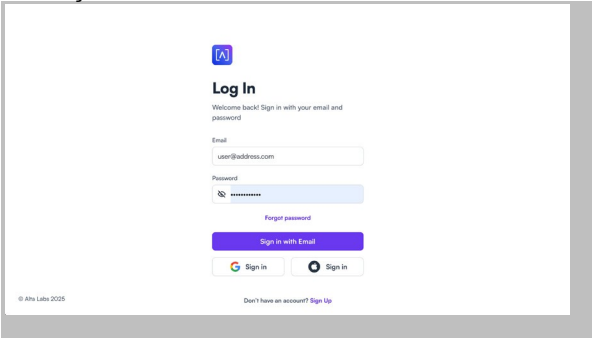 [Λ]
Log In
Welcome back! Sign in with your email and
password
Email
user@address.com
Password
••••••••••••
Forgot password
Sign in with Email
Sign in
Sign in
© Alta Labs 2025
Don't have an account? Sign Up